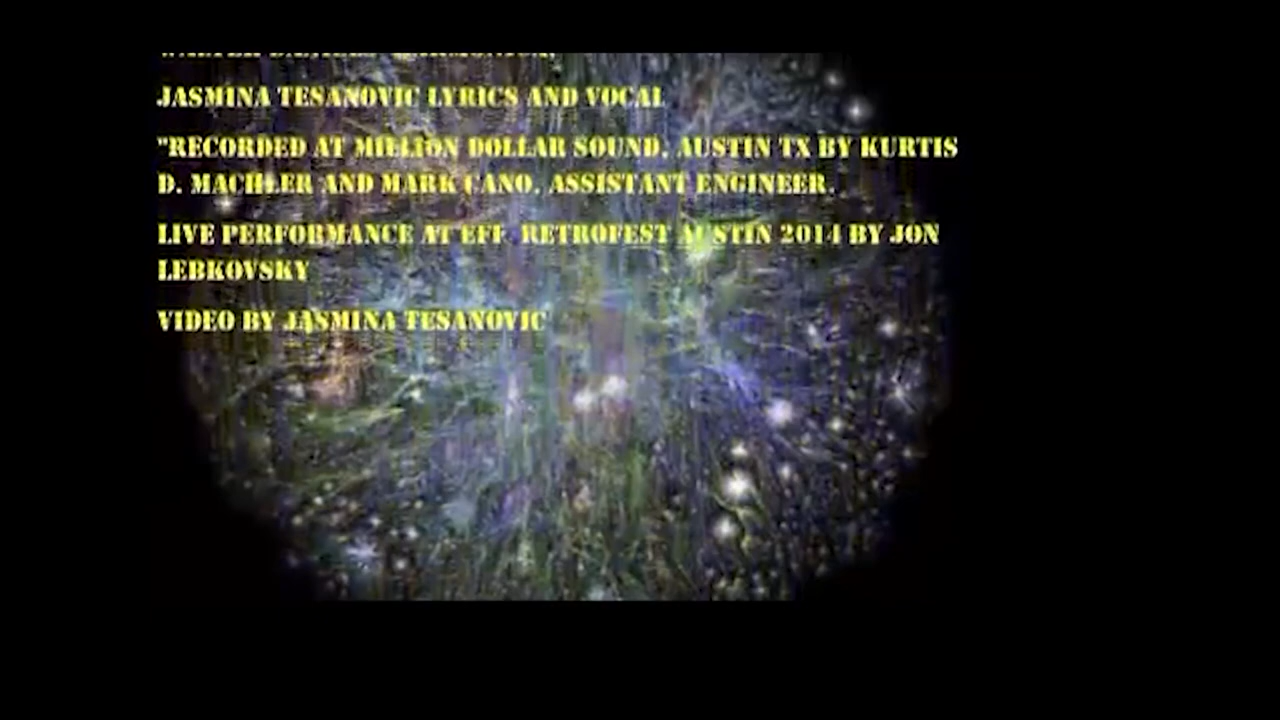 JASMINA TESANOVIC LYRICS AND VOCAL
"RECORDED AT MILLION DOLLAR SOUND, AUSTIN TX BY KURTIS
D. MACHLER AND MARK CANO, ASSISTANT ENGINEER.
LIVE PERFORMANCE AT EFF RETROFEST AUSTIN 2014 BY JON
LEBKOVSKY
VIDEO BY JASMINA TESANOVIC